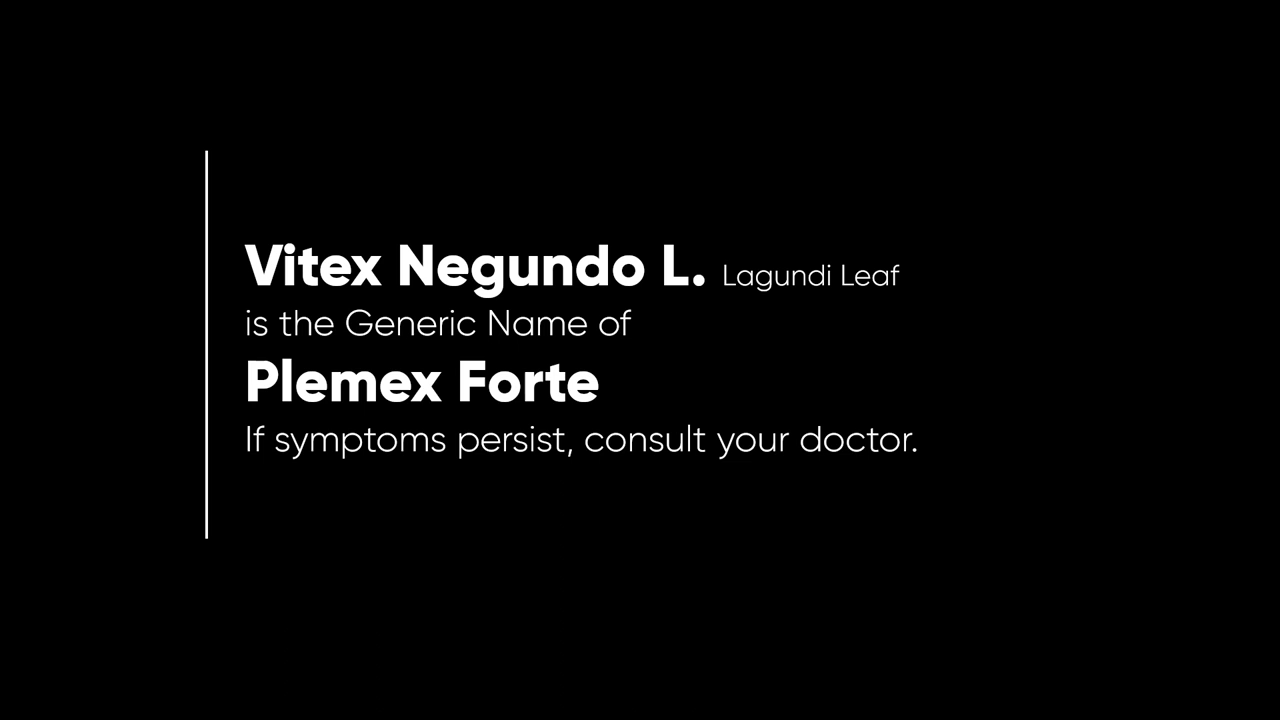 Vitex Negundo L. Lagundi Leaf
is the Generic Name of
Plemex Forte
If symptoms persist, consult your doctor.